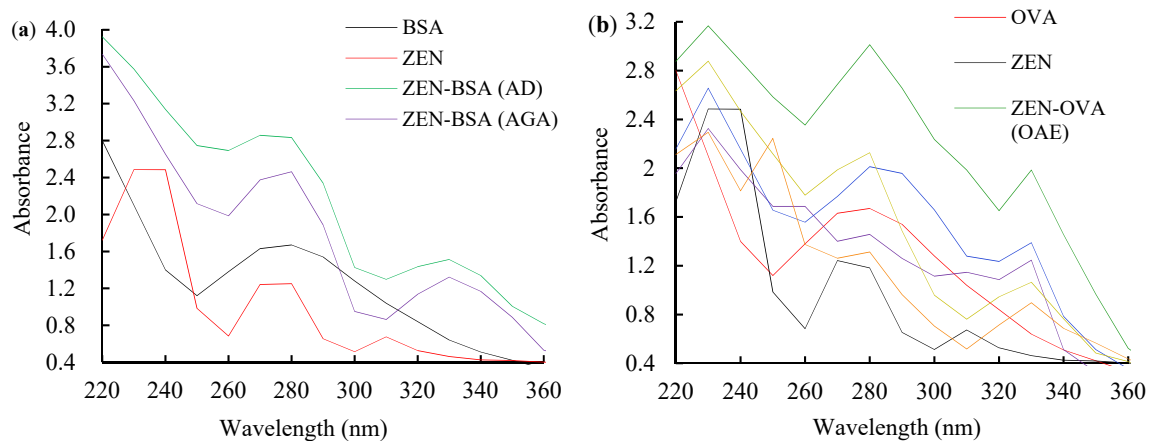 (a)
Absorbance
4.0
3.6
3.2
2.8
2.4
2.0
1.6
1.2
0.8
0.4
220 240 260 280 300 320 340 360
Wavelength (nm)
BSA
ZEN
ZEN-BSA (AD)
ZEN-BSA (AGA)
(b)
Absorbance
3.2
2.8
2.4
2
1.6
1.2
0.8
0.4
220 240 260 280 300 320 340 360
Wavelength (nm)
OVA
ZEN
ZEN-OVA
(OAE)